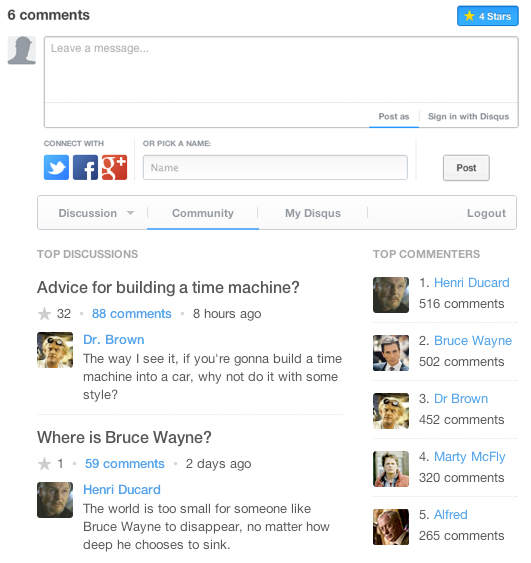 6 comments
4 Stars
Leave a message...
Post as
Sign in with Disqus
CONNECT WITH
OR PICK A NAME:
Name
Post
Discussion
Community
My Disqus
Logout
TOP DISCUSSIONS
Advice for building a time machine?
32 • 88 comments • 8 hours ago
Dr. Brown
The way I see it, if you're gonna build a time
machine into a car, why not do it with some
style?
Where is Bruce Wayne?
1 • 59 comments • 2 days ago
Henri Ducard
The world is too small for someone like
Bruce Wayne to disappear, no matter how
deep he chooses to sink.
TOP COMMENTERS
1. Henri Ducard
516 comments
2. Bruce Wayne
502 comments
3. Dr Brown
452 comments
4. Marty McFly
320 comments
5. Alfred
265 comments